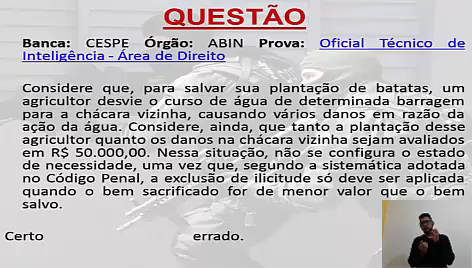 QUESTÃO
Banca: CESPE Órgão: ABIN Prova: Oficial Técnico de
Inteligência - Área de Direito
Considere que, para salvar sua plantação de batatas, um
agricultor desvie o curso de água de determinada barragem
para a chácara vizinha, causando vários danos em razão da
ação da água. Considere, ainda, que tanto a plantação desse
agricultor quanto os danos na chácara vizinha sejam avaliados
em R$ 50.000,00. Nessa situação, não se configura o estado
de necessidade, uma vez que, segundo a sistemática adotada
no Código Penal, a exclusão de ilicitude só deve ser aplicada
quando o bem sacrificado for de menor valor que o bem
salvo.
Certo errado.